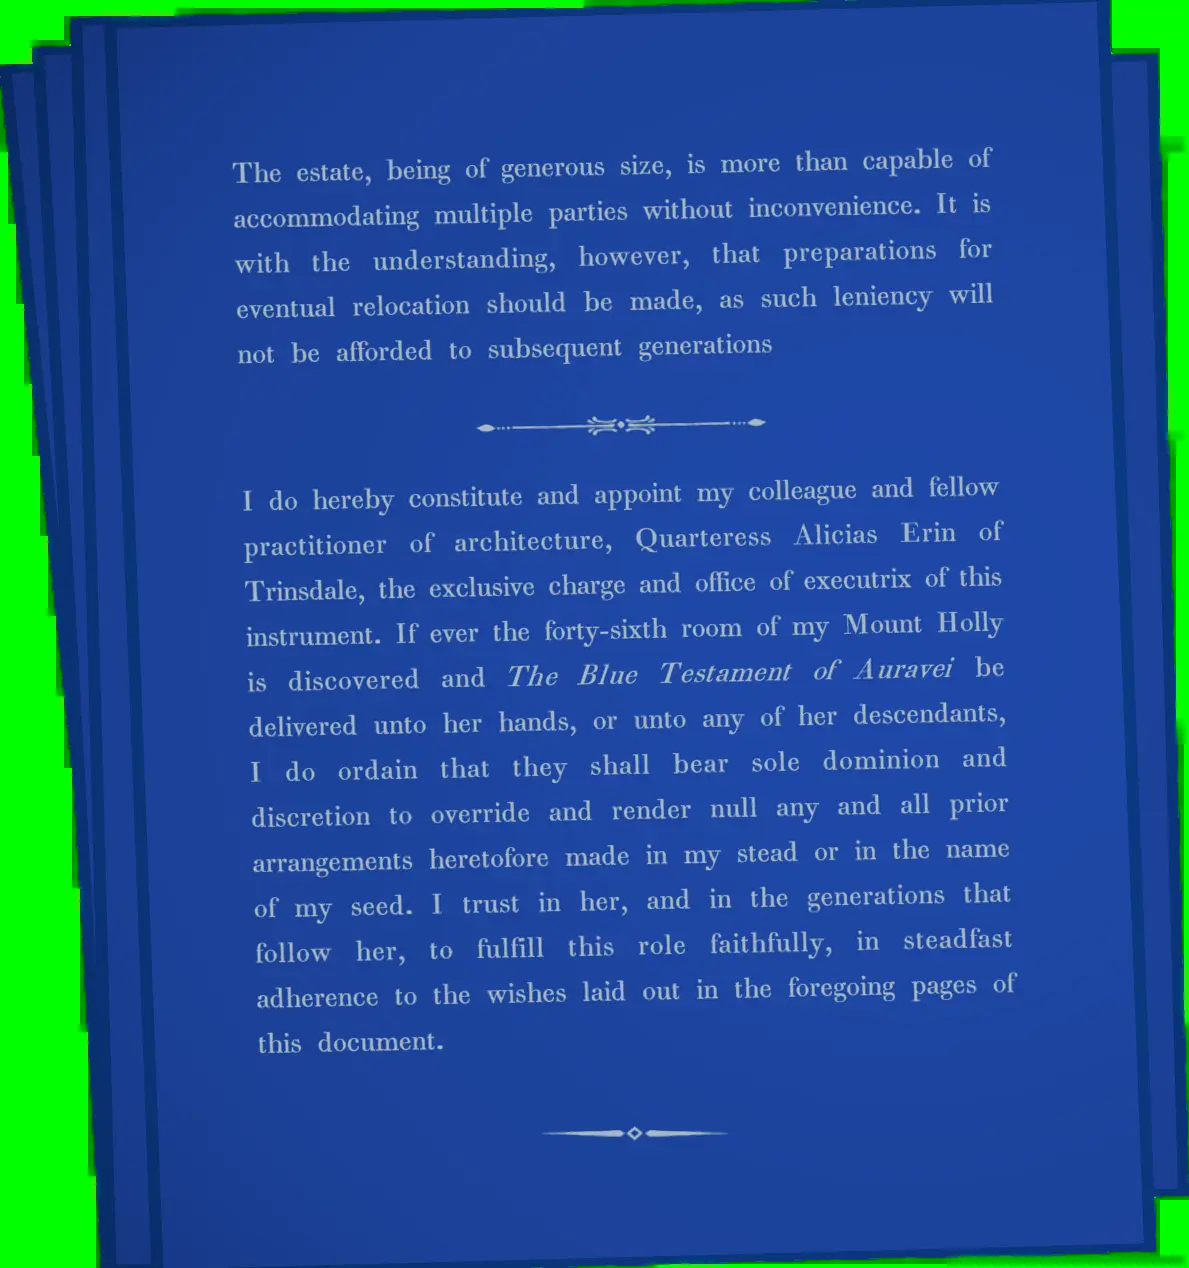 The estate, being of generous size, is more than capable of
accommodating multiple parties without inconvenience. It is
with the understanding, however, that preparations for
eventual relocation should be made, as such leniency will
not be afforded to subsequent generations
I do hereby constitute and appoint my colleague and fellow
practitioner of architecture, Quarteress Alicias Erin of
Trinsdale, the exclusive charge and office of executrix of this
instrument. If ever the forty-sixth room of my Mount Holly
is discovered and The Blue Testament of Auravei be
delivered unto her hands, or unto any of her descendants,
I do ordain that they shall bear sole dominion and
discretion to override and render null any and all prior
arrangements heretofore made in my stead or in the name
of my seed. I trust in her, and in the generations that
follow her, to fulfill this role faithfully, in steadfast
adherence to the wishes laid out in the foregoing pages of
this document.